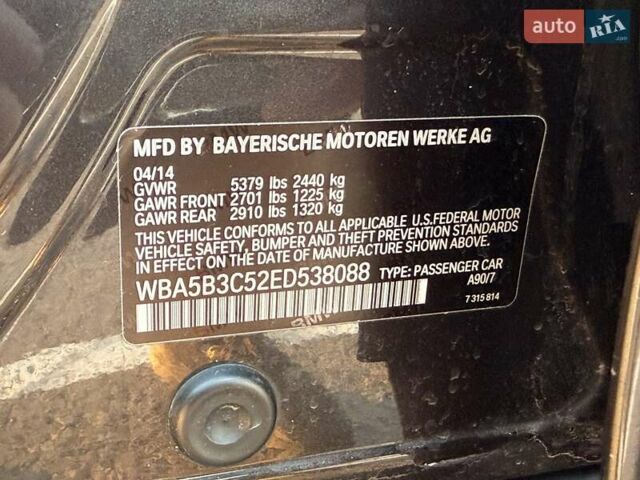 auto RIA.com
MFD BY BAYERISCHE MOTOREN WERKE AG
04/14
GVWR 5379 lbs 2440 kg
GAWR FRONT 2701 lbs 1225 kg
GAWR REAR 2910 lbs 1320 kg
THIS VEHICLE CONFORMS TO ALL APPLICABLE U.S.FEDERAL MOTOR
VEHICLE SAFETY, BUMPER AND THEFT PREVENTION STANDARDS
IN EFFECT ON THE DATE OF MANUFACTURE SHOWN ABOVE.
WBA5B3C52ED538088 TYPE: PASSENGER CAR
A90/7
7 315 814
BMW